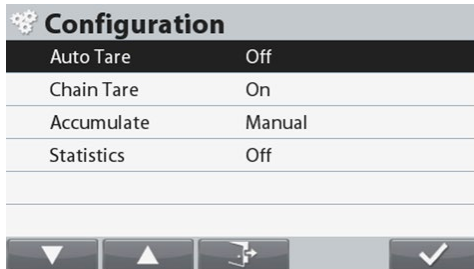 Configuration
Auto Tare Off
Chain Tare On
Accumulate Manual
Statistics Off